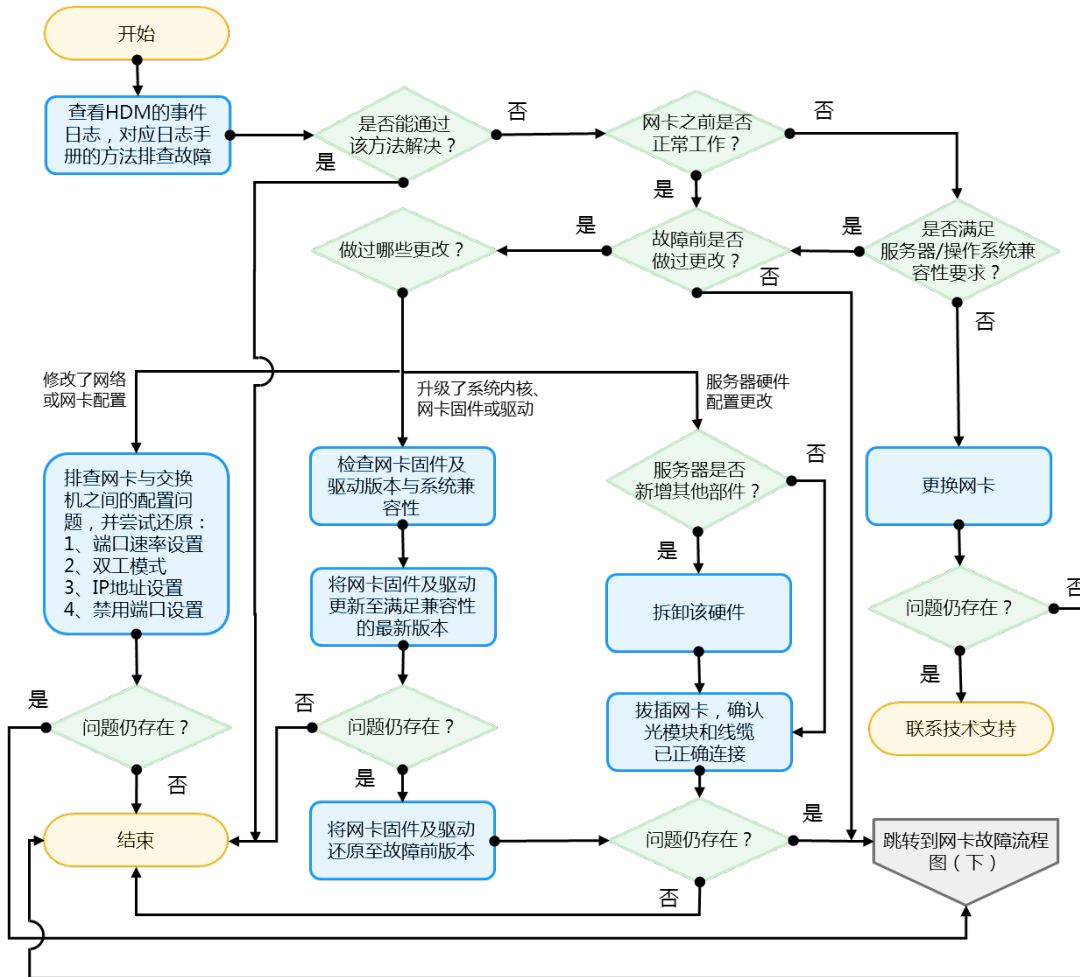 开始
查看HDM的事件
日志，对应日志手
册的方法排查故障
是否能通过
该方法解决？
否
是
网卡之前是否
正常工作？
否
是
是否满足
服务器/操作系统兼
容性要求？
是
否
故障前是否
做过更改？
是
否
做过哪些更改？
修改了网络
或网卡配置
升级了系统内核、
网卡固件或驱动
服务器硬件
配置更改
排查网卡与交换
机之间的配置问
题，并尝试还原：
1、端口速率设置
2、双工模式
3、IP地址设置
4、禁用端口设置
检查网卡固件及
驱动版本与系统兼
容性
将网卡固件及驱动
更新至满足兼容性
的最新版本
服务器是否
新增其他部件？
否
是
拆卸该硬件
拔插网卡，确认
光模块和线缆
已正确连接
更换网卡
问题仍存在？
否
是
联系技术支持
是
问题仍存在？
否
否
问题仍存在？
是
将网卡固件及驱动
还原至故障前版本
问题仍存在？
是
否
结束
跳转到网卡故障流程
图（下）